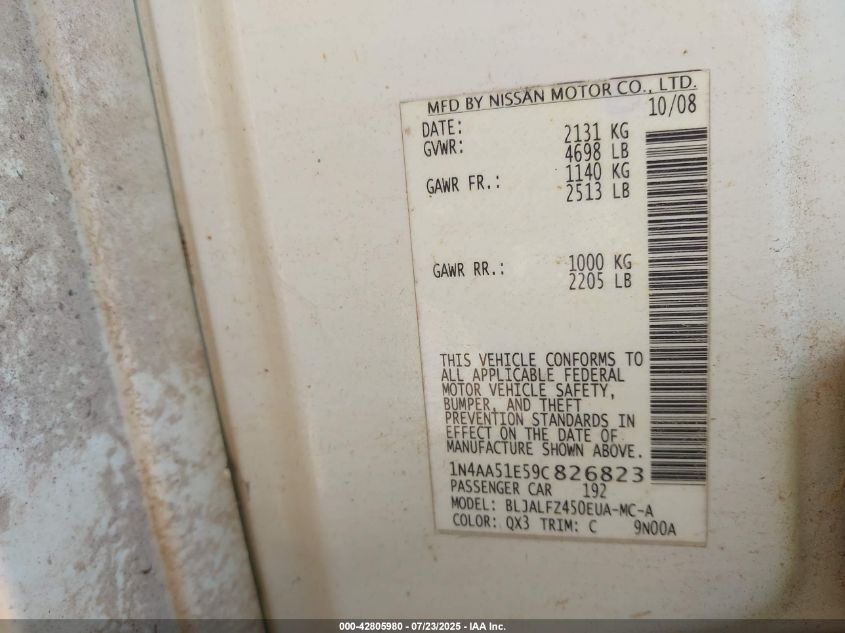 MFD BY NISSAN MOTOR CO., LTD.
DATE: 10/08
GVWR: 2131 KG
4698 LB
GAWR FR.: 1140 KG
2513 LB
GAWR RR.: 1000 KG
2205 LB
THIS VEHICLE CONFORMS TO
ALL APPLICABLE FEDERAL
MOTOR VEHICLE SAFETY,
BUMPER, AND THEFT
PREVENTION STANDARDS IN
EFFECT ON THE DATE OF
MANUFACTURE SHOWN ABOVE.
1N4AA51E59C826823
PASSENGER CAR 192
MODEL: BLJALFZ450EUA-MC-A
COLOR: QX3 TRIM: C 9N00A
000-42805980 - 07/23/2025 - IAA Inc.